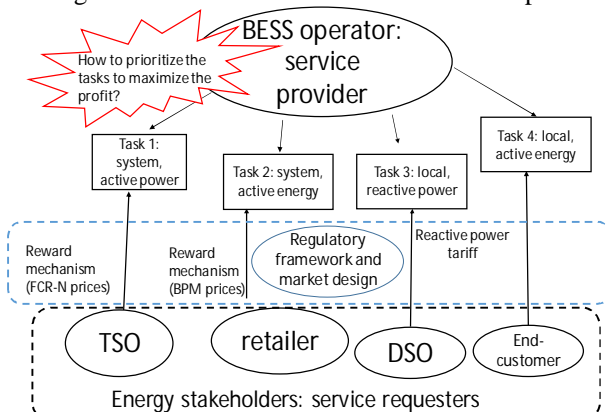 BESS operator:
service
provider
How to prioritize the
tasks to maximize the
profit?
Task 1:
system,
active power
Task 2: system,
active energy
Task 3: local,
reactive power
Task 4: local,
active energy
Reward
mechanism
(FCR-N prices)
Reward
mechanism
(BPM prices)
Regulatory
framework and
market design
Reactive power
tariff
TSO
retailer
DSO
End-
customer
Energy stakeholders: service requesters